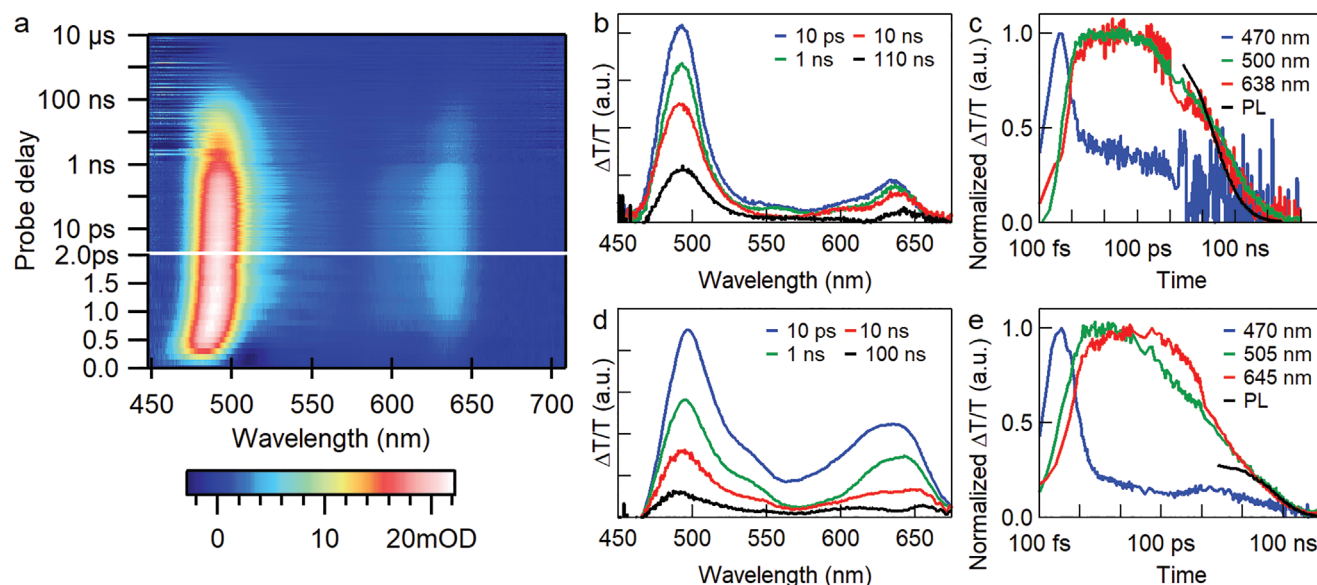 a
10 µs
100 ns
1 ns
10 ps
2.0ps
1.5
1.0
0.5
0.0
Probe delay
450 500 550 600 650 700
Wavelength (nm)
0 10 20mOD
b
ΔT/T (a.u.)
10 ps 10 ns
1 ns 110 ns
450 500 550 600 650
Wavelength (nm)
c
Normalized ΔT/T (a.u.)
1.0
0.5
0.0
470 nm
500 nm
638 nm
PL
100 fs 100 ps 100 ns
Time
d
ΔT/T (a.u.)
10 ps 10 ns
1 ns 100 ns
450 500 550 600 650
Wavelength (nm)
e
Normalized ΔT/T (a.u.)
1.0
0.5
0.0
470 nm
505 nm
645 nm
PL
100 fs 100 ps 100 ns
Time